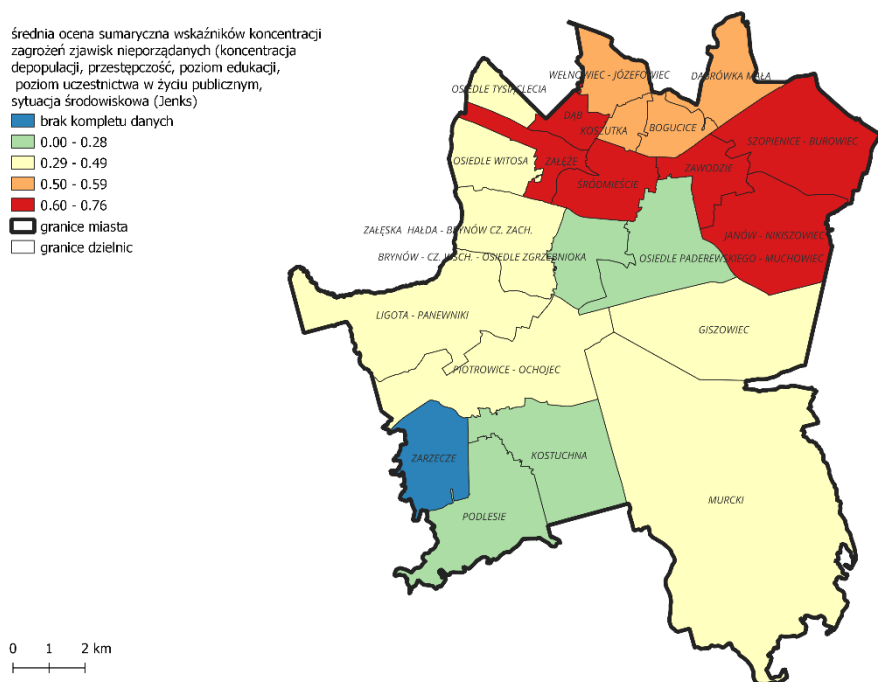 średnia ocena sumaryczna wskaźników koncentracji
zagrożeń zjawisk nieporządanych (koncentracja
depopulacji, przestępczość, poziom edukacji,
poziom uczestnictwa w życiu publicznym,
sytuacja środowiskowa (Jenks)
brak kompletu danych
0.00 - 0.28
0.29 - 0.49
0.50 - 0.59
0.60 - 0.76
granice miasta
granice dzielnic
WEŁNOWIEC - JÓZEFOWIEC
DĄBRÓWKA MAŁA
OSIEDLE TYSIĄCLECIA
DĄB
KOSZUTKA
BOGUCICE
SZOPIENICE - BUROWIEC
OSIEDLE WITOSA
ZAŁĘŻE
ZAWODZIE
ŚRÓDMIEŚCIE
ZAŁĘSKA HAŁDA - BRYNÓW CZ. ZACH.
JANÓW - NIKISZOWIEC
BRYNÓW - CZ. WSCH. - OSIEDLE ZGRZEBNIOKA
OSIEDLE PADEREWSKIEGO - MUCHOWIEC
LIGOTA - PANEWNIKI
GISZOWIEC
PIOTROWICE - OCHOJEC
ZARZECZE
KOSTUCHNA
MURCKI
PODLESIE
0 1 2 km